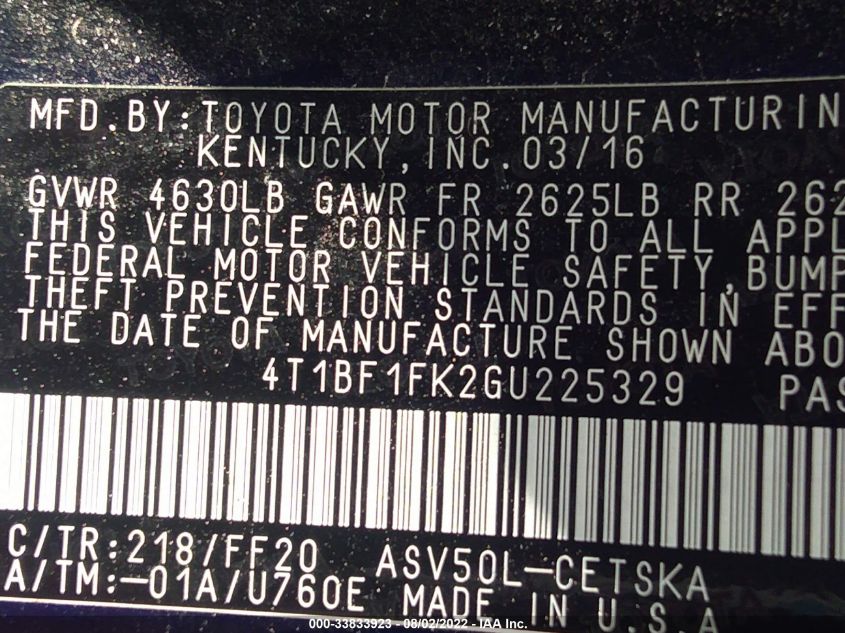 MFD.BY:TOYOTA MOTOR MANUFACTURIN
KENTUCKY,INC.03/16
GVWR 4630LB GAWR FR 2625LB RR 262
THIS VEHICLE CONFORMS TO ALL APPL
FEDERAL MOTOR VEHICLE SAFETY,BUMP
THEFT PREVENTION STANDARDS IN EFF
THE DATE OF MANUFACTURE SHOWN ABO
4T1BF1FK2GU225329 PAS
C/TR:218/FF20 ASV50L-CETSKA
A/TM:-01A/U760E MADE IN U.S.A
000-33833923 - 08/02/2022 - IAA Inc.